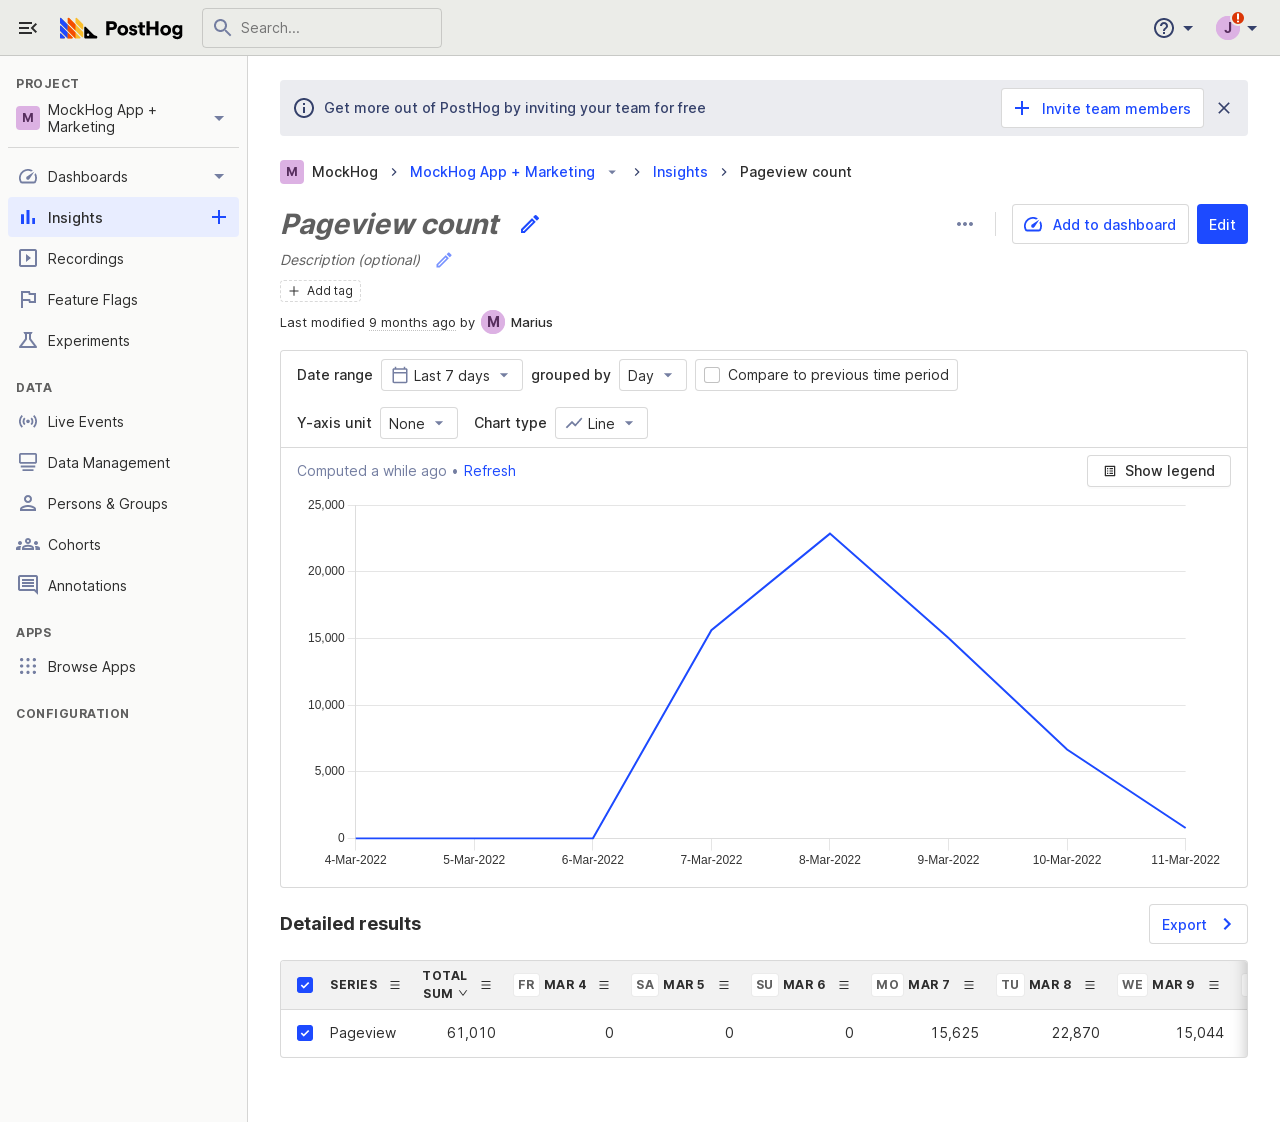 PostHog
Search...
J
PROJECT
M
MockHog App +
Marketing
Dashboards
Insights
Recordings
Feature Flags
Experiments
DATA
Live Events
Data Management
Persons & Groups
Cohorts
Annotations
APPS
Browse Apps
CONFIGURATION
Get more out of PostHog by inviting your team for free
Invite team members
M MockHog > MockHog App + Marketing > Insights > Pageview count
Pageview count
Add to dashboard
Edit
Description (optional)
+ Add tag
Last modified 9 months ago by M Marius
Date range Last 7 days grouped by Day Compare to previous time period
Y-axis unit None Chart type Line
Computed a while ago • Refresh
Show legend
25,000
20,000
15,000
10,000
5,000
0
4-Mar-2022 5-Mar-2022 6-Mar-2022 7-Mar-2022 8-Mar-2022 9-Mar-2022 10-Mar-2022 11-Mar-2022
Detailed results
Export
SERIES TOTAL SUM FR MAR 4 SA MAR 5 SU MAR 6 MO MAR 7 TU MAR 8 WE MAR 9
Pageview 61,010 0 0 0 15,625 22,870 15,044